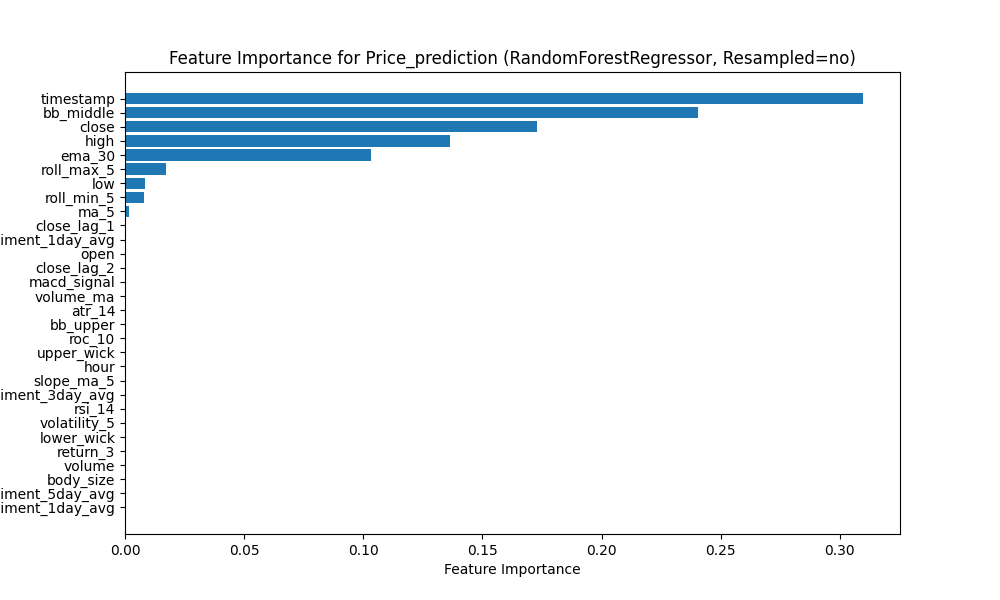 Feature Importance for Price_prediction (RandomForestRegressor, Resampled=no)
timestamp
bb_middle
close
high
ema_30
roll_max_5
low
roll_min_5
ma_5
close_lag_1
iment_1day_avg
open
close_lag_2
macd_signal
volume_ma
atr_14
bb_upper
roc_10
upper_wick
hour
slope_ma_5
iment_3day_avg
rsi_14
volatility_5
lower_wick
return_3
volume
body_size
iment_5day_avg
iment_1day_avg
0.00 0.05 0.10 0.15 0.20 0.25 0.30
Feature Importance